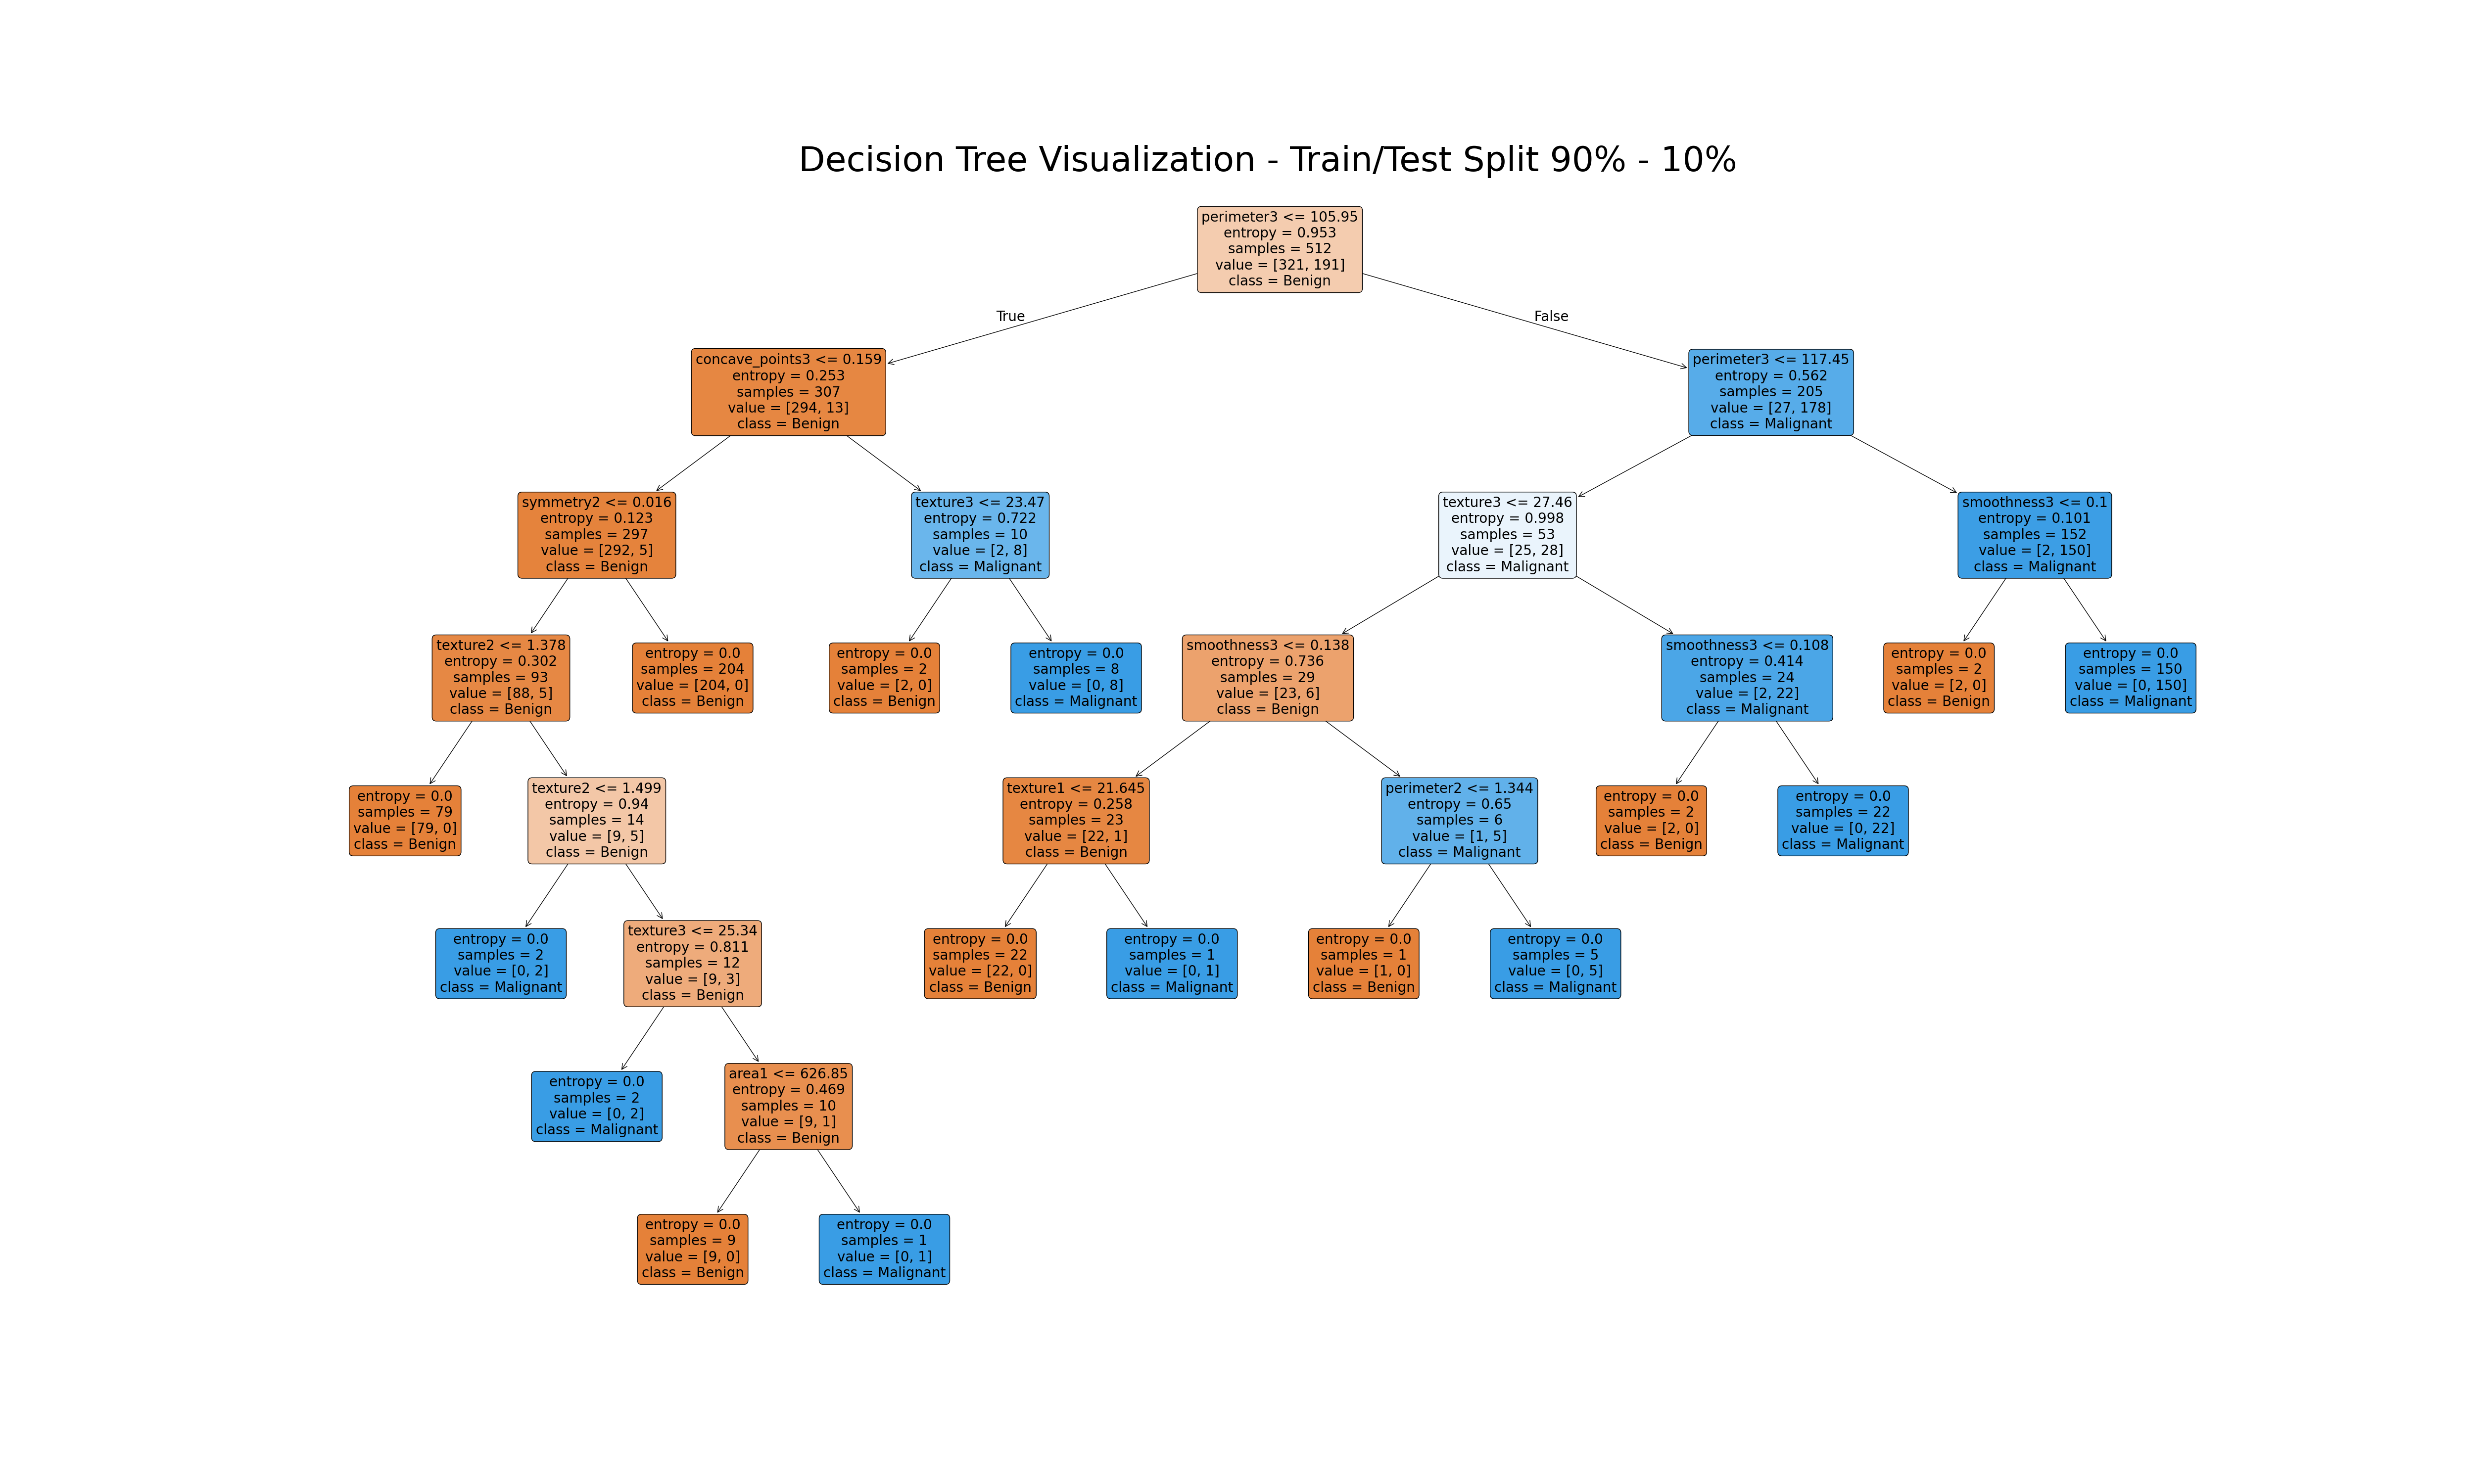 Decision Tree Visualization - Train/Test Split 90% - 10%
perimeter3 <= 105.95
entropy = 0.953
samples = 512
value = [321, 191]
class = Benign
True
False
concave_points3 <= 0.159
entropy = 0.253
samples = 307
value = [294, 13]
class = Benign
perimeter3 <= 117.45
entropy = 0.562
samples = 205
value = [27, 178]
class = Malignant
symmetry2 <= 0.016
entropy = 0.123
samples = 297
value = [292, 5]
class = Benign
texture3 <= 23.47
entropy = 0.722
samples = 10
value = [2, 8]
class = Malignant
texture3 <= 27.46
entropy = 0.998
samples = 53
value = [25, 28]
class = Malignant
smoothness3 <= 0.1
entropy = 0.101
samples = 152
value = [2, 150]
class = Malignant
texture2 <= 1.378
entropy = 0.302
samples = 93
value = [88, 5]
class = Benign
entropy = 0.0
samples = 204
value = [204, 0]
class = Benign
entropy = 0.0
samples = 2
value = [2, 0]
class = Benign
entropy = 0.0
samples = 8
value = [0, 8]
class = Malignant
smoothness3 <= 0.138
entropy = 0.736
samples = 29
value = [23, 6]
class = Benign
smoothness3 <= 0.108
entropy = 0.414
samples = 24
value = [2, 22]
class = Malignant
entropy = 0.0
samples = 2
value = [2, 0]
class = Benign
entropy = 0.0
samples = 150
value = [0, 150]
class = Malignant
entropy = 0.0
samples = 79
value = [79, 0]
class = Benign
texture2 <= 1.499
entropy = 0.94
samples = 14
value = [9, 5]
class = Benign
texture1 <= 21.645
entropy = 0.258
samples = 23
value = [22, 1]
class = Benign
perimeter2 <= 1.344
entropy = 0.65
samples = 6
value = [1, 5]
class = Malignant
entropy = 0.0
samples = 2
value = [2, 0]
class = Benign
entropy = 0.0
samples = 22
value = [0, 22]
class = Malignant
entropy = 0.0
samples = 2
value = [0, 2]
class = Malignant
texture3 <= 25.34
entropy = 0.811
samples = 12
value = [9, 3]
class = Benign
entropy = 0.0
samples = 22
value = [22, 0]
class = Benign
entropy = 0.0
samples = 1
value = [0, 1]
class = Malignant
entropy = 0.0
samples = 1
value = [1, 0]
class = Benign
entropy = 0.0
samples = 5
value = [0, 5]
class = Malignant
entropy = 0.0
samples = 2
value = [0, 2]
class = Malignant
area1 <= 626.85
entropy = 0.469
samples = 10
value = [9, 1]
class = Benign
entropy = 0.0
samples = 9
value = [9, 0]
class = Benign
entropy = 0.0
samples = 1
value = [0, 1]
class = Malignant